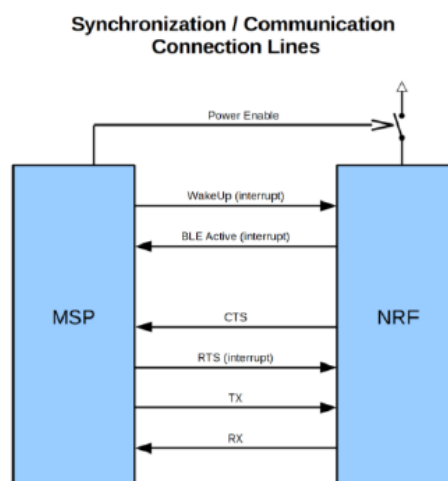 Synchronization / Communication
Connection Lines
Power Enable
WakeUp (interrupt)
BLE Active (interrupt)
MSP
CTS
NRF
RTS (interrupt)
TX
RX